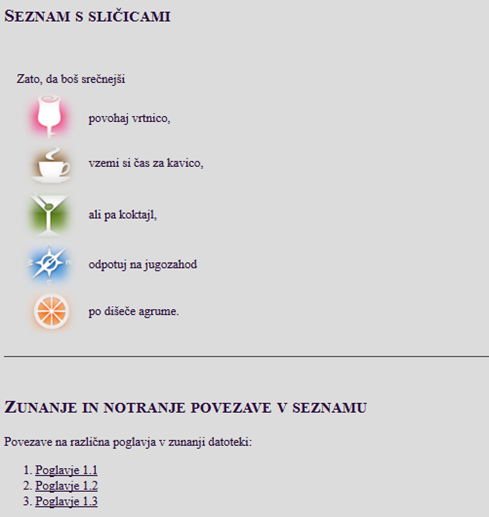 Seznam s sličicami
Zato, da boš srečnejši
povohaj vrtnico,
vzemi si čas za kavico,
ali pa koktajl,
odpotuj na jugozahod
po dišeče agrume.
Zunanje in notranje povezave v seznamu
Povezave na različna poglavja v zunanji datoteki:
1. Poglavje 1.1
2. Poglavje 1.2
3. Poglavje 1.3